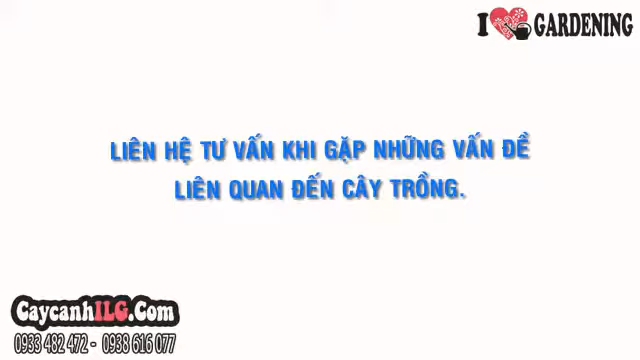 I GARDENING
LIÊN HỆ TƯ VẤN KHI GẶP NHỮNG VẤN ĐỀ
LIÊN QUAN ĐẾN CÂY TRỒNG.
CaycanhILG.Com
0933 482 472 - 0938 616 077